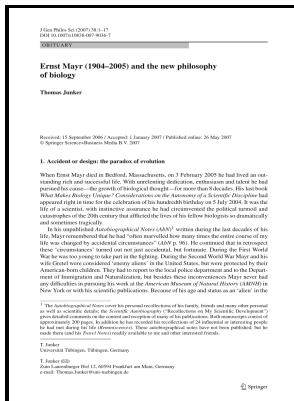 J Gen Philos Sci (2007) 38:1–17
DOI 10.1007/s10838-007-9036-7
OBITUARY
Ernst Mayr (1904–2005) and the new philosophy
of biology
Thomas Junker
Received: 15 September 2006 / Accepted: 1 January 2007 / Published online: 26 May 2007
© Springer Science+Business Media B.V. 2007
1. Accident or design: the paradox of evolution
When Ernst Mayr died in Bedford, Massachusetts, on 3 February 2005 he had lived an out-
standing rich and successful life. With unrelenting dedication, enthusiasm and talent he had
pursued his cause—the growth of biological thought—for more than 8 decades. His last book
What Makes Biology Unique? Considerations on the Autonomy of a Scientific Discipline had
appeared right in time for the celebration of his hundredth birthday on 5 July 2004. It was the
life of a scientist, with instinctive assurance he had circumvented the political turmoil and
catastrophes of the 20th century that afflicted the lives of his fellow biologists so dramatically
and sometimes tragically.
In his unpublished Autobiographical Notes (AbN)1 written during the last decades of his
life, Mayr remembered that he had "often marvelled how many times the entire course of my
life was changed by accidental circumstances" (AbN p. 96). He continued that in retrospect
these 'circumstances' turned out not just accidental, but fortunate. During the First World
War he was too young to take part in the fighting. During the Second World War Mayr and his
wife Gretel were considered 'enemy aliens' in the United States, but were protected by their
American-born children. They had to report to the local police department and to the Depart-
ment of Immigration and Naturalization, but besides these inconveniences Mayr never had
any difficulties in pursuing his work at the American Museum of Natural History (AMNH) in
New York or with his scientific publications. Because of his age and status as an 'alien' in the
1 The Autobiographical Notes cover his personal recollections of his family, friends and many other personal
as well as scientific details; the Scientific Autobiography ("Recollections on My Scientific Development")
gives detailed comments on the content and reception of many of his publications. Both manuscripts consist of
approximately 200 pages. In addition he has recorded his recollections of 24 influential or interesting people
he had met during his life (Reminiscences). These autobiographical notes have not been published, but he
made them (and his Travel Notes) readily available to me and other interested friends.
T. Junker
Universität Tübingen, Tübingen, Germany
T. Junker (✉)
Zum Laurenburger Hof 12, 60594 Frankfurt am Main, Germany
e-mail: Thomas.Junker@uni-tuebingen.de
Springer